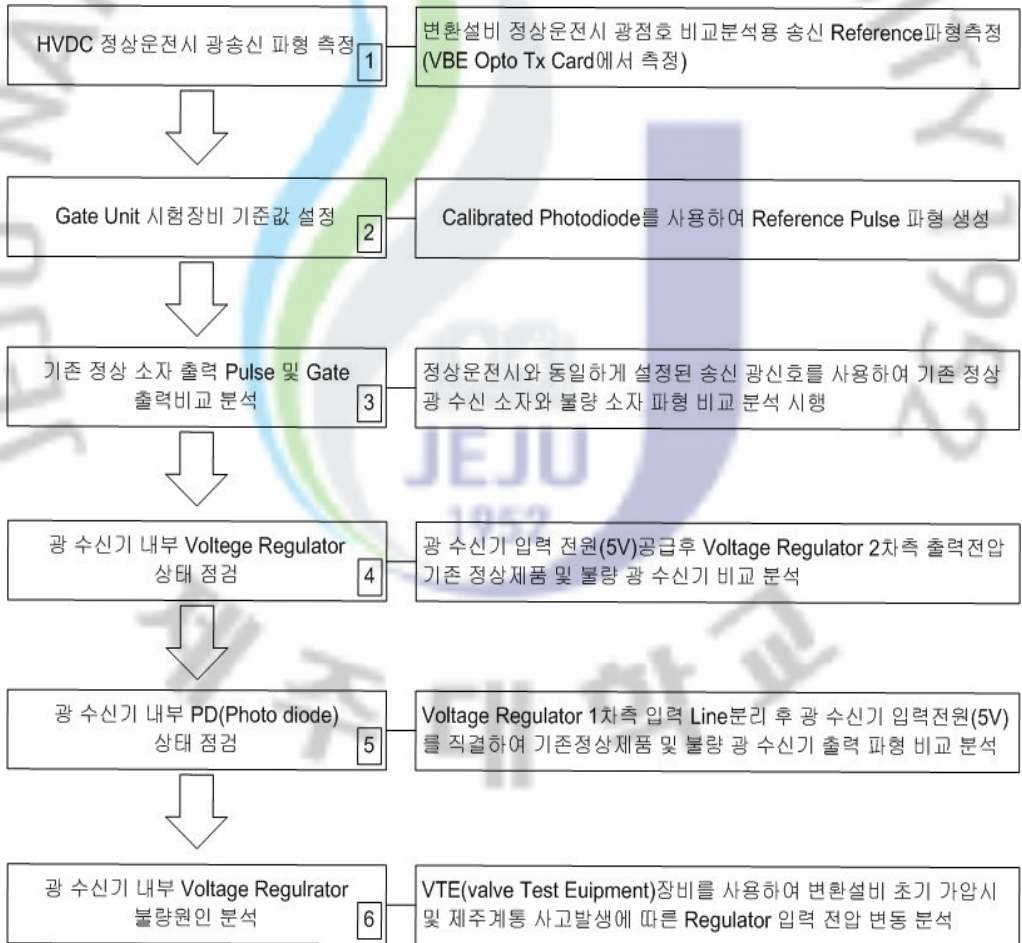 HVDC 정상운전시 광송신 파형 측정
1
변환설비 정상운전시 광점호 비교분석용 송신 Reference파형측정
(VBE Opto Tx Card에서 측정)
Gate Unit 시험장비 기준값 설정
2
Calibrated Photodiode를 사용하여 Reference Pulse 파형 생성
기존 정상 소자 출력 Pulse 및 Gate
출력비교 분석
3
정상운전시와 동일하게 설정된 송신 광신호를 사용하여 기존 정상
광 수신 소자와 불량 소자 파형 비교 분석 시행
광 수신기 내부 Voltege Regulator
상태 점검
4
광 수신기 입력 전원(5V)공급후 Voltage Regulator 2차측 출력전압
기존 정상제품 및 불량 광 수신기 비교 분석
광 수신기 내부 PD(Photo diode)
상태 점검
5
Voltage Regulator 1차측 입력 Line분리 후 광 수신기 입력전원(5V)
를 직결하여 기존정상제품 및 불량 광 수신기 출력 파형 비교 분석
광 수신기 내부 Voltage Regulrator
불량원인 분석
6
VTE(valve Test Euipment)장비를 사용하여 변환설비 초기 가압시
및 제주계통 사고발생에 따른 Regulator 입력 전압 변동 분석
JEJU
1952
제주대학교
1952